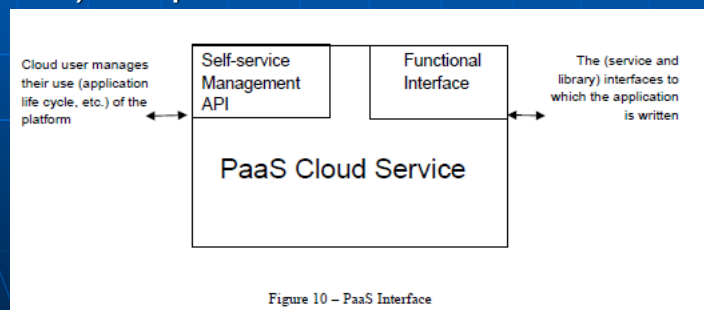 Cloud user manages
their use (application
life cycle, etc.) of the
platform
Self-service
Management
API
Functional
Interface
The (service and
library) interfaces to
which the application
is written
PaaS Cloud Service
Figure 10 – PaaS Interface